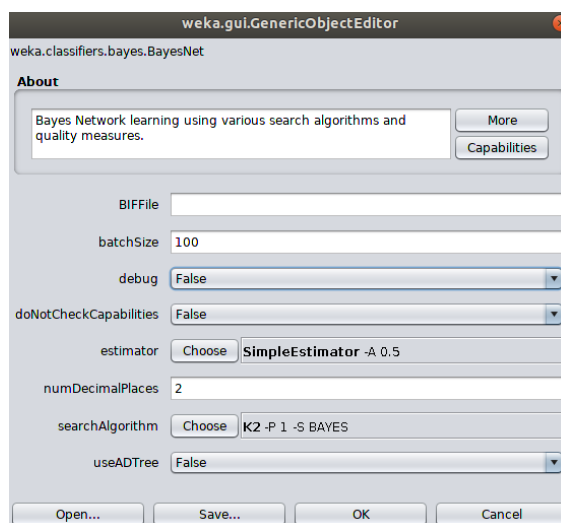 weka.gui.GenericObjectEditor
weka.classifiers.bayes.BayesNet
About
Bayes Network learning using various search algorithms and
quality measures.
More
Capabilities
BIFFile
batchSize 100
debug False
doNotCheckCapabilities False
estimator Choose SimpleEstimator -A 0.5
numDecimalPlaces 2
searchAlgorithm Choose K2 -P 1 -S BAYES
useADTree False
Open... Save... OK Cancel